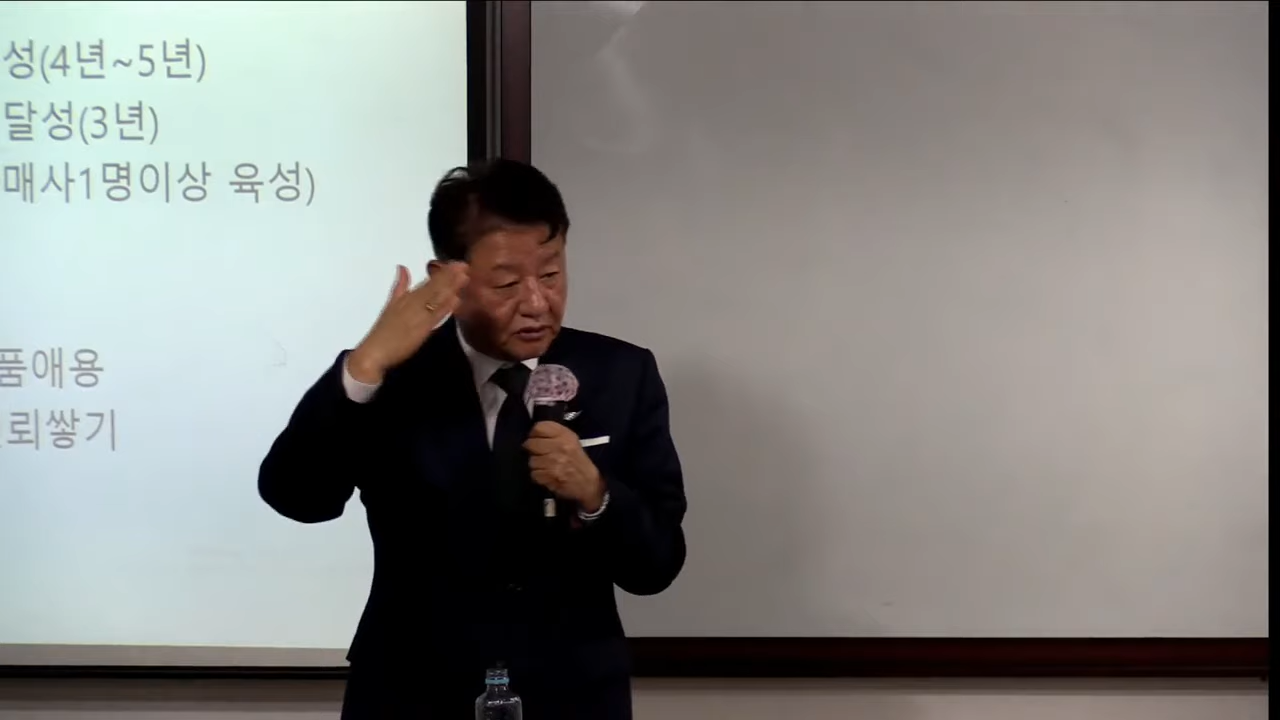 성(4년~5년)
달성(3년)
매사1명이상 육성)
품애용
뢰쌓기